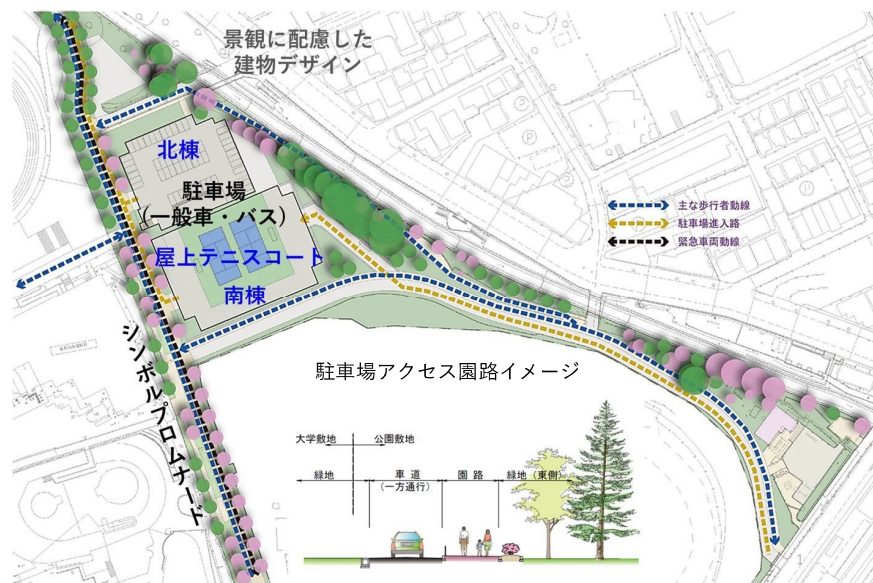 景観に配慮した
建物デザイン
北棟
駐車場
(一般車・バス)
屋上テニスコート
南棟
主な歩行者動線
駐車場進入路
緊急車両動線
シンボルプロムナード
駐車場アクセス園路イメージ
大学敷地
公園敷地
緑地
車道
(一方通行)
園路
緑地(東側)
P
1